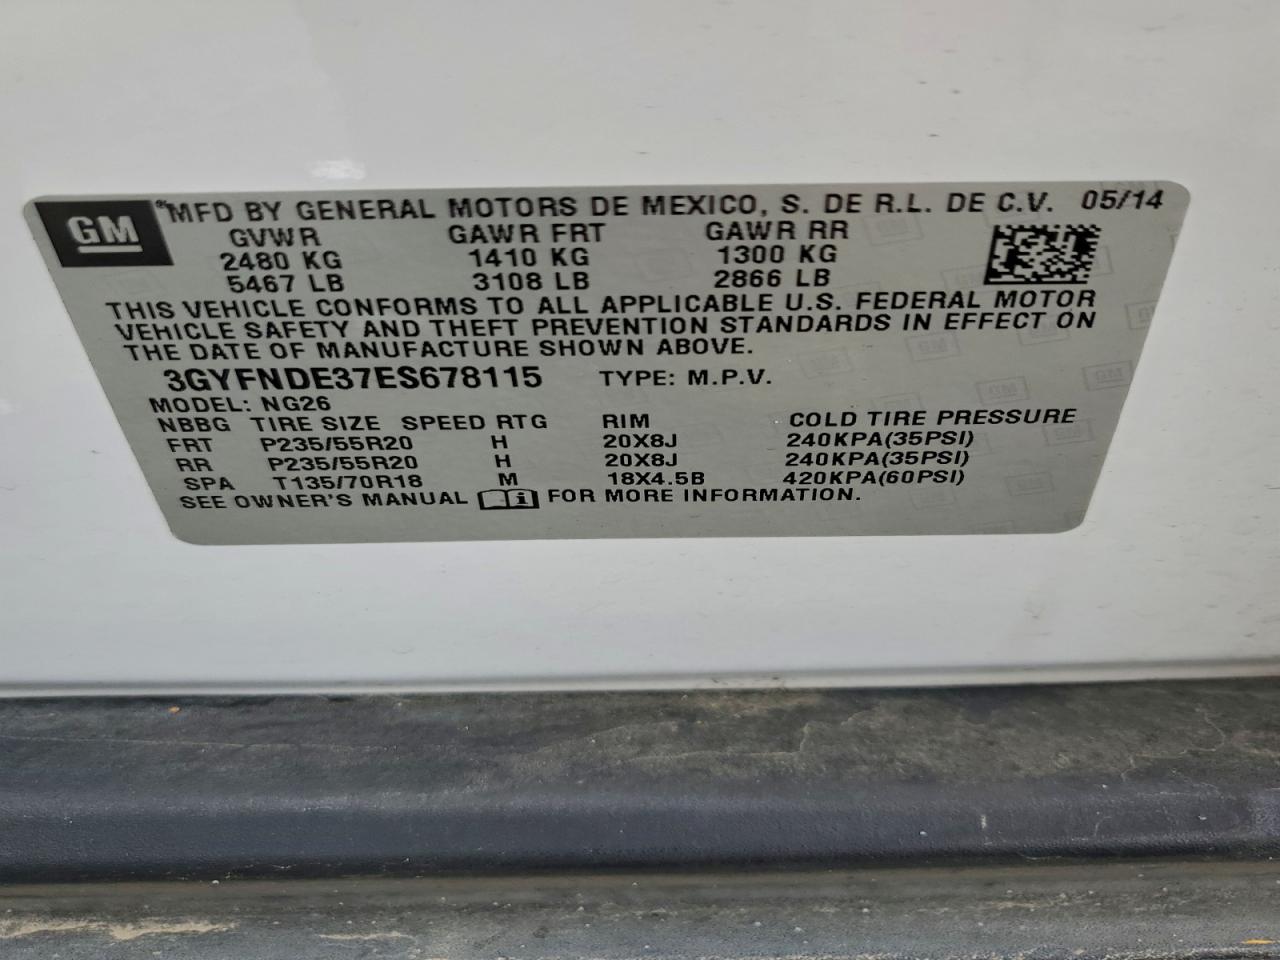 GM ®MFD BY GENERAL MOTORS DE MEXICO, S. DE R.L. DE C.V. 05/14
GVWR GAWR FRT GAWR RR
2480 KG 1410 KG 1300 KG
5467 LB 3108 LB 2866 LB
THIS VEHICLE CONFORMS TO ALL APPLICABLE U.S. FEDERAL MOTOR
VEHICLE SAFETY AND THEFT PREVENTION STANDARDS IN EFFECT ON
THE DATE OF MANUFACTURE SHOWN ABOVE.
3GYFNDE37ES678115 TYPE: M.P.V.
MODEL: NG26
NBBG TIRE SIZE SPEED RTG RIM COLD TIRE PRESSURE
FRT P235/55R20 H 20X8J 240KPA(35PSI)
RR P235/55R20 H 20X8J 240KPA(35PSI)
SPA T135/70R18 M 18X4.5B 420KPA(60PSI)
SEE OWNER'S MANUAL i FOR MORE INFORMATION.